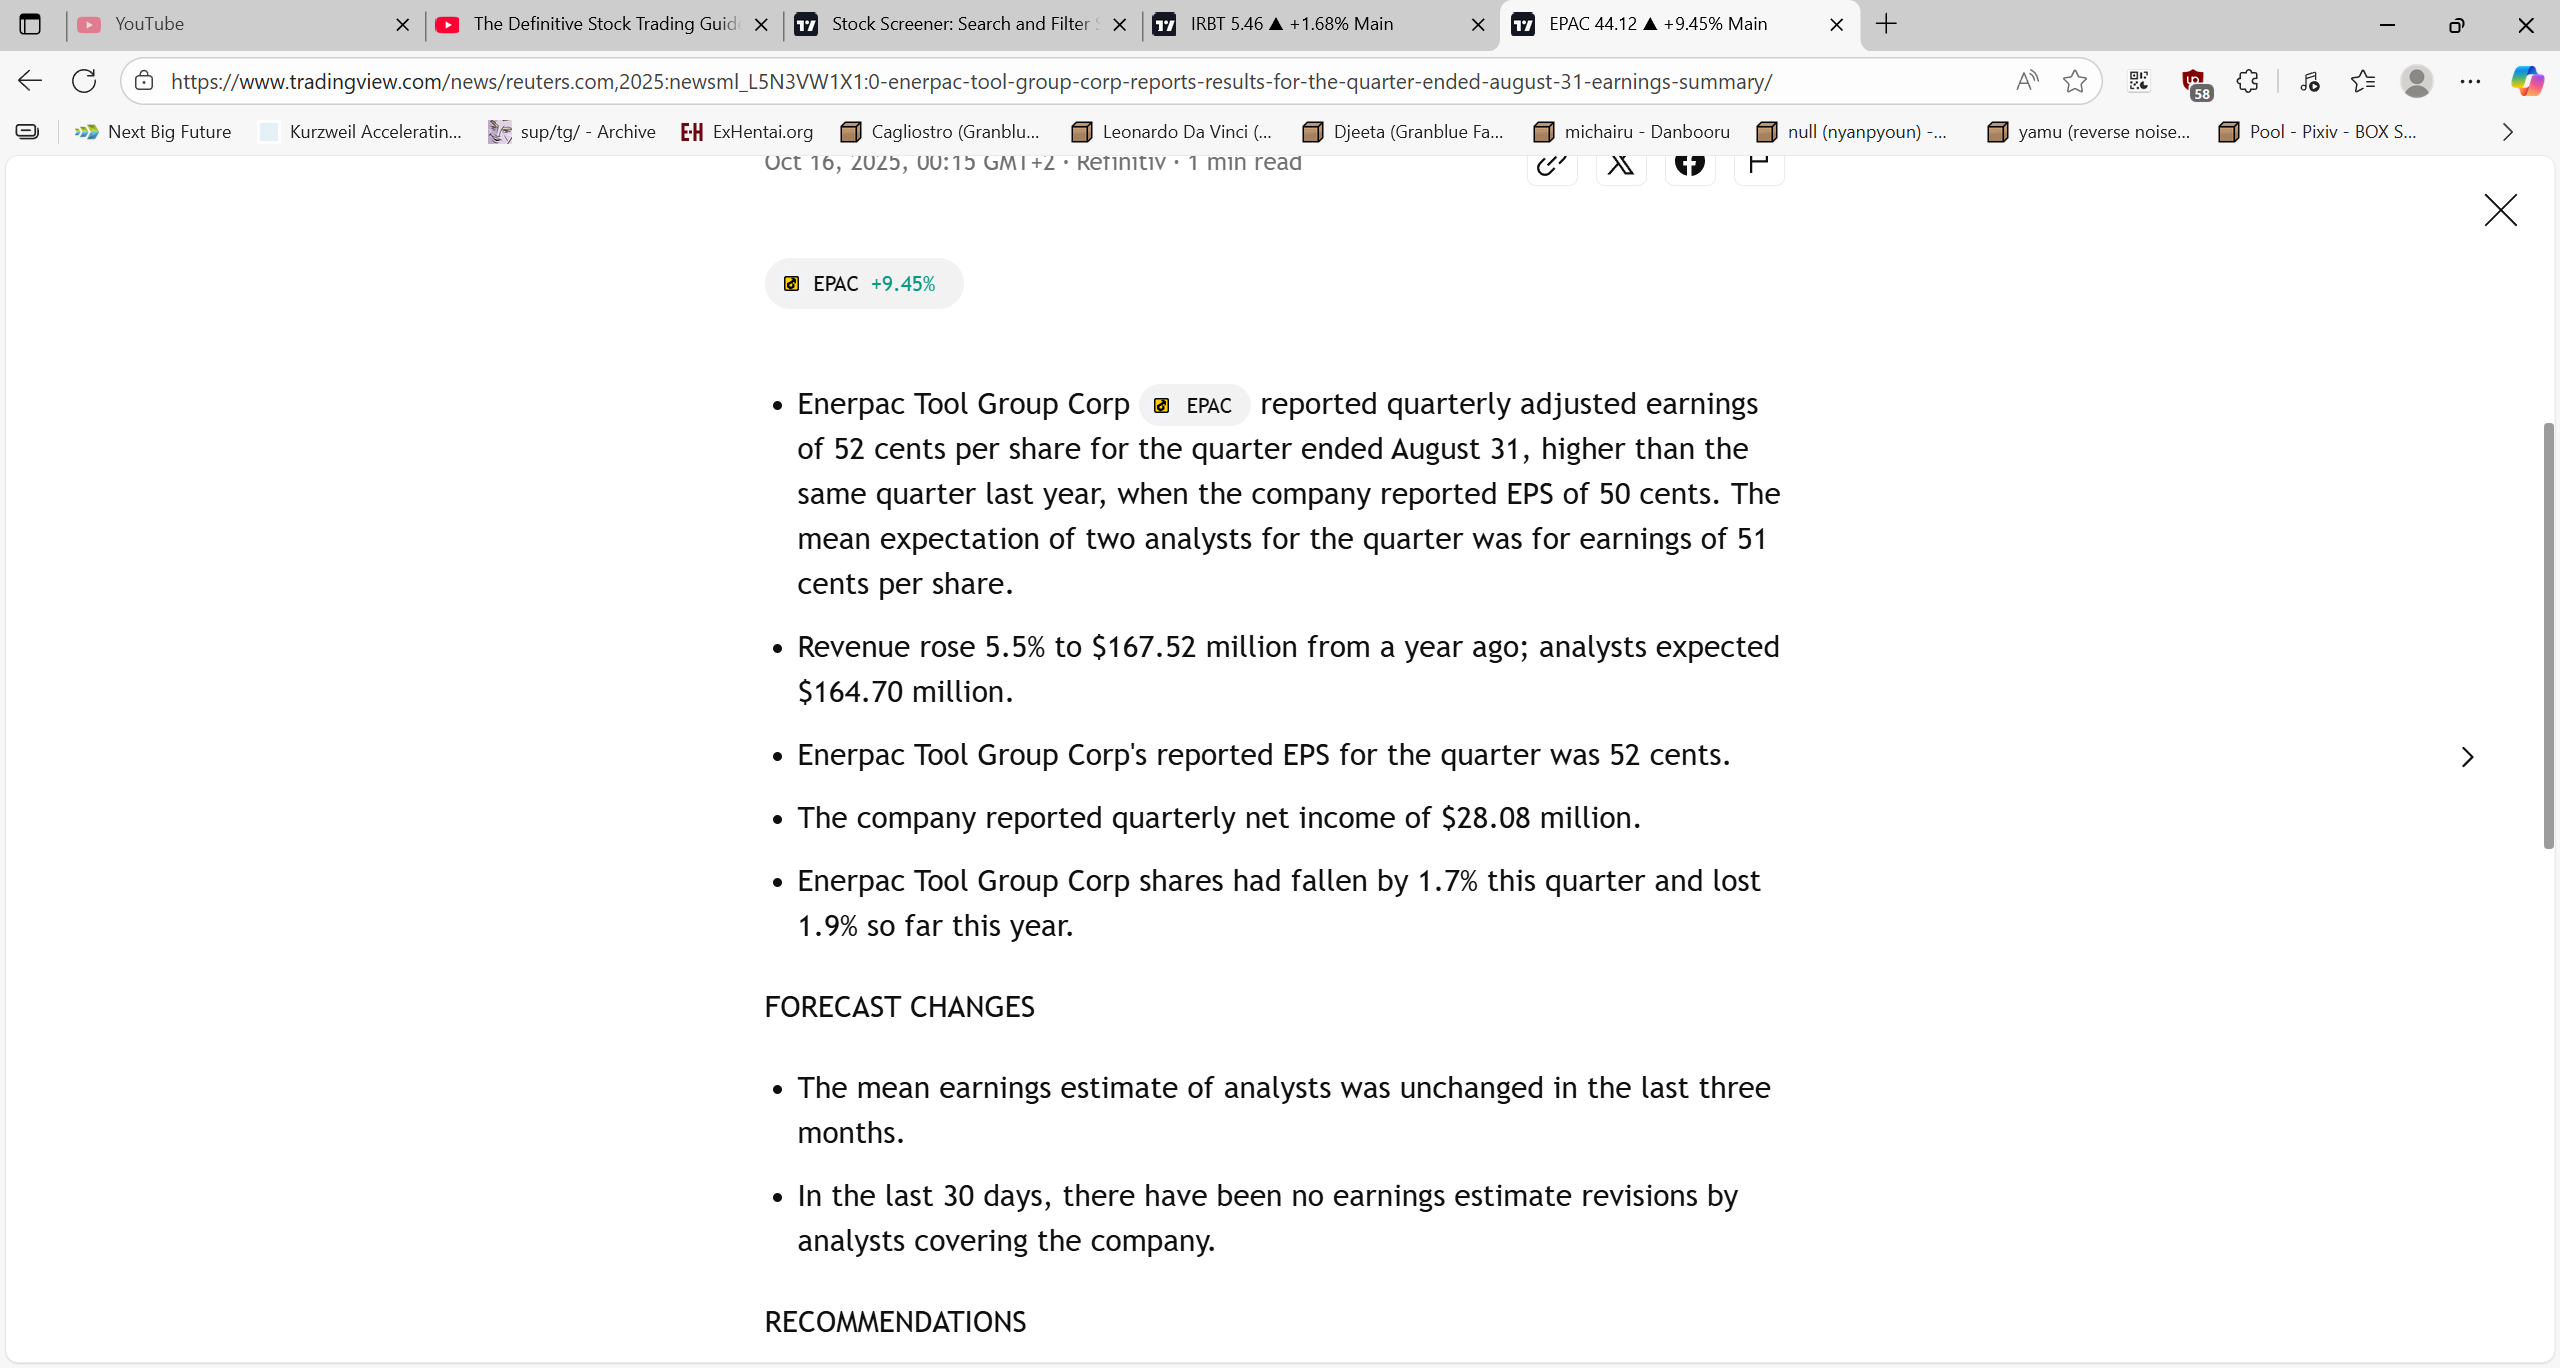 YouTube
The Definitive Stock Trading Guid
Stock Screener: Search and Filter S
IRBT 5.46 ▲ +1.68% Main
EPAC 44.12 ▲ +9.45% Main
https://www.tradingview.com/news/reuters.com,2025:newsml_L5N3VW1X1:0-enerpac-tool-group-corp-reports-results-for-the-quarter-ended-august-31-earnings-summary/
58
Next Big Future
Kurzweil Acceleratin...
sup/tg/ - Archive
E-H ExHentai.org
Cagliostro (Granblu...
Leonardo Da Vinci (...
Djeeta (Granblue Fa...
michairu - Danbooru
null (nyanpyoun) -...
yamu (reverse noise...
Pool - Pixiv - BOX S...
Oct 16, 2025, 00:15 GMT+2 · Refinitiv · 1 min read
EPAC +9.45%
• Enerpac Tool Group Corp EPAC reported quarterly adjusted earnings
of 52 cents per share for the quarter ended August 31, higher than the
same quarter last year, when the company reported EPS of 50 cents. The
mean expectation of two analysts for the quarter was for earnings of 51
cents per share.
• Revenue rose 5.5% to $167.52 million from a year ago; analysts expected
$164.70 million.
• Enerpac Tool Group Corp's reported EPS for the quarter was 52 cents.
• The company reported quarterly net income of $28.08 million.
• Enerpac Tool Group Corp shares had fallen by 1.7% this quarter and lost
1.9% so far this year.
FORECAST CHANGES
• The mean earnings estimate of analysts was unchanged in the last three
months.
• In the last 30 days, there have been no earnings estimate revisions by
analysts covering the company.
RECOMMENDATIONS